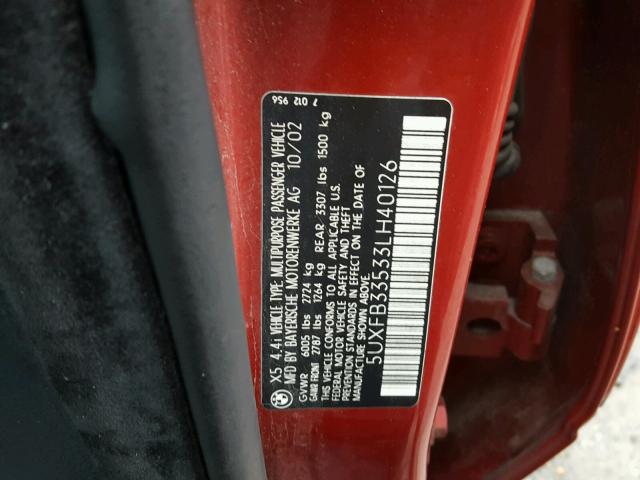 X5 4.4i VEHICLE TYPE: MULTIPURPOSE PASSENGER VEHICLE
MFD BY BAYERISCHE MOTORENWERKE AG 10/02
GVWR 6005 lbs 2724 kg
GAWR FRONT 2787 lbs 1264 kg REAR 3307 lbs 1500 kg
THIS VEHICLE CONFORMS TO ALL APPLICABLE U.S.
FEDERAL MOTOR VEHICLE SAFETY AND THEFT
PREVENTION STANDARDS IN EFFECT ON THE DATE OF
MANUFACTURE SHOWN ABOVE.
5UXFB33533LH40126
7 012 956